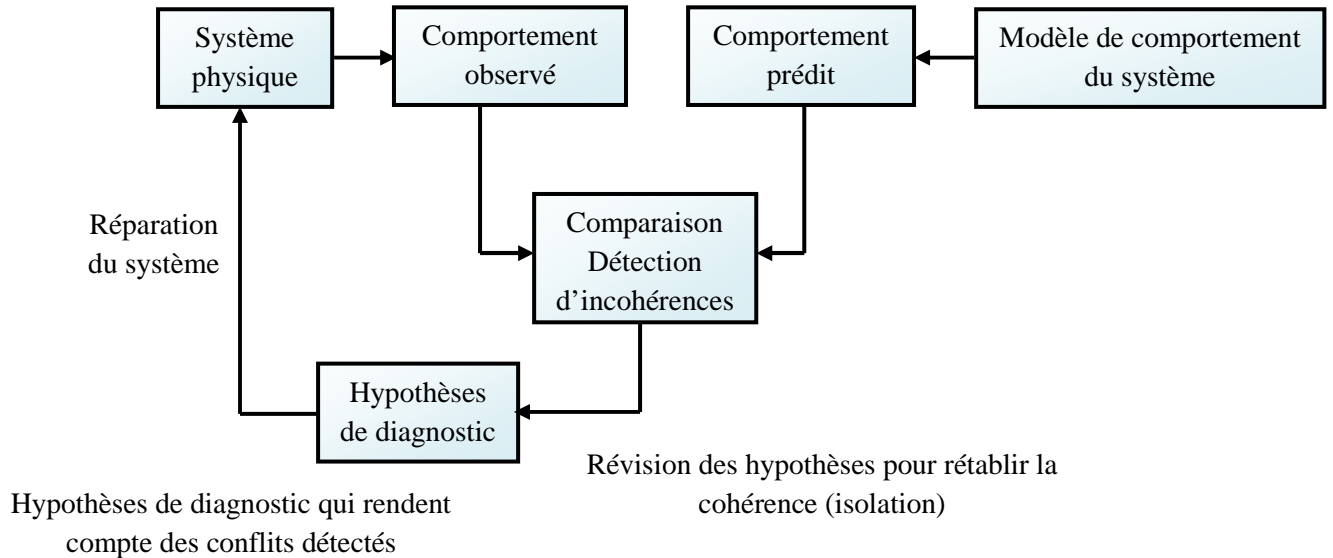 Système
physique
Comportement
observé
Comportement
prédit
Modèle de comportement
du système
Réparation
du système
Comparaison
Détection
d’incohérences
Hypothèses
de diagnostic
Révision des hypothèses pour rétablir la
cohérence (isolation)
Hypothèses de diagnostic qui rendent
compte des conflits détectés